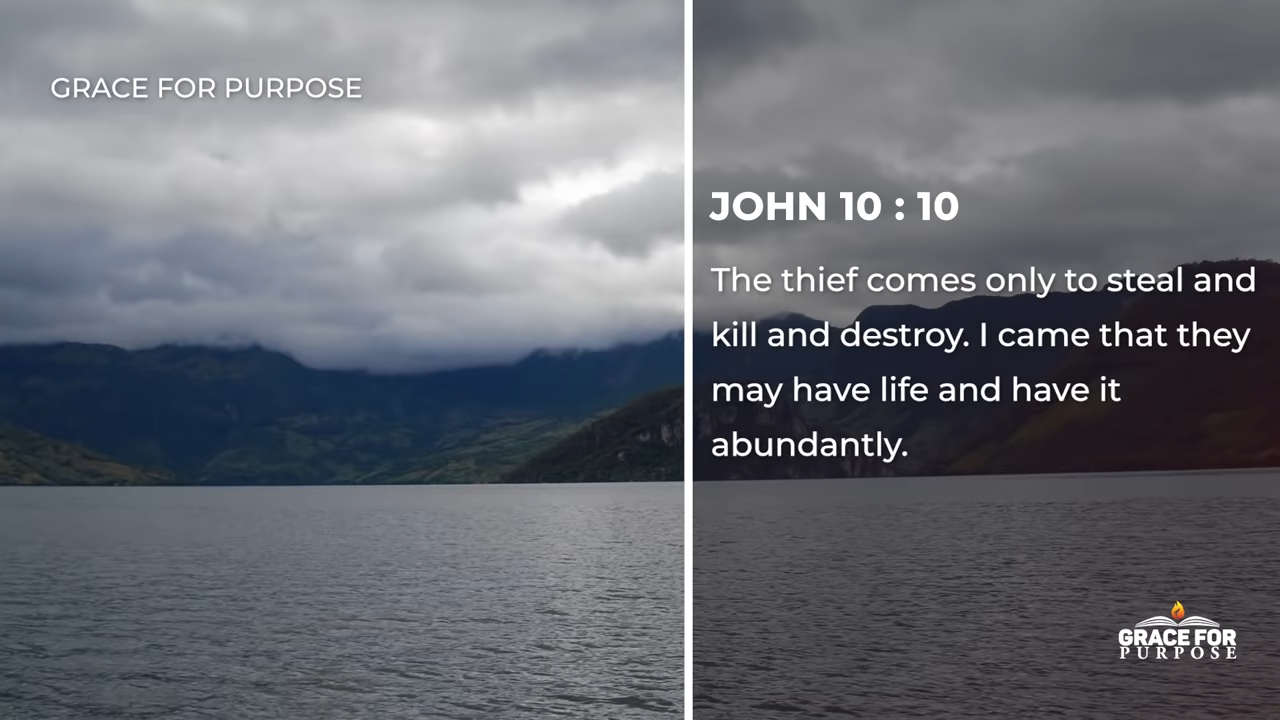 GRACE FOR PURPOSE
JOHN 10 : 10
The thief comes only to steal and
kill and destroy. I came that they
may have life and have it
abundantly.
GRACE FOR
PURPOSE